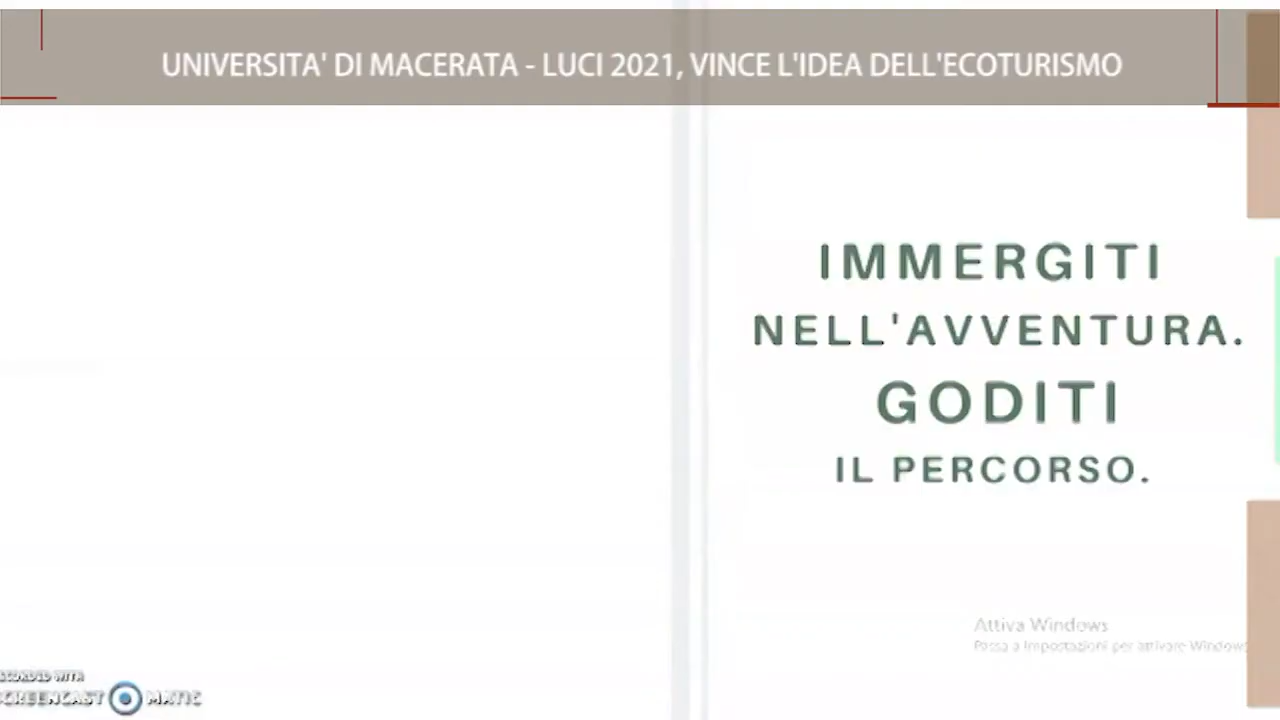 UNIVERSITA' DI MACERATA - LUCI 2021, VINCE L'IDEA DELL'ECOTURISMO
IMMERGITI
NELL'AVVENTURA.
GODITI
IL PERCORSO.
Attiva Windows
Passa a Impostazioni per attivare Windows
WITH
MATIC